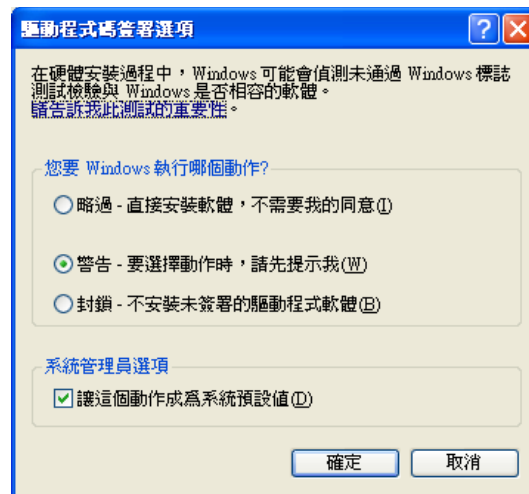 驅動程式碼簽署選項
在硬體安裝過程中，Windows 可能會偵測未通過 Windows 標誌
測試檢驗與 Windows 是否相容的軟體。
請告訴我此測試的重要性。
您要 Windows 執行哪個動作?
略過 - 直接安裝軟體，不需要我的同意(I)
警告 - 要選擇動作時，請先提示我(W)
封鎖 - 不安裝未簽署的驅動程式軟體(B)
系統管理員選項
讓這個動作成為系統預設值(D)
確定
取消